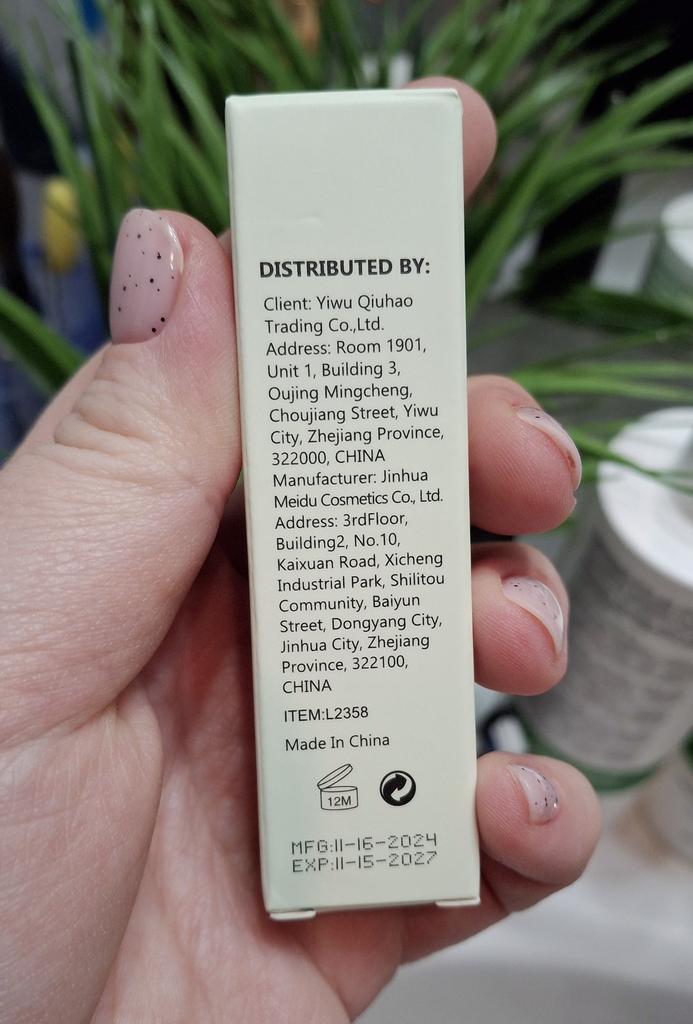 DISTRIBUTED BY:
Client: Yiwu Qiuhao
Trading Co.,Ltd.
Address: Room 1901,
Unit 1, Building 3,
Oujing Mingcheng,
Choujiang Street, Yiwu
City, Zhejiang Province,
322000, CHINA
Manufacturer: Jinhua
Meidu Cosmetics Co., Ltd.
Address: 3rdFloor,
Building2, No.10,
Kaixuan Road, Xicheng
Industrial Park, Shilitou
Community, Baiyun
Street, Dongyang City,
Jinhua City, Zhejiang
Province, 322100,
CHINA
ITEM:L2358
Made In China
12M
MFG:11-16-2024
EXP:11-15-2027